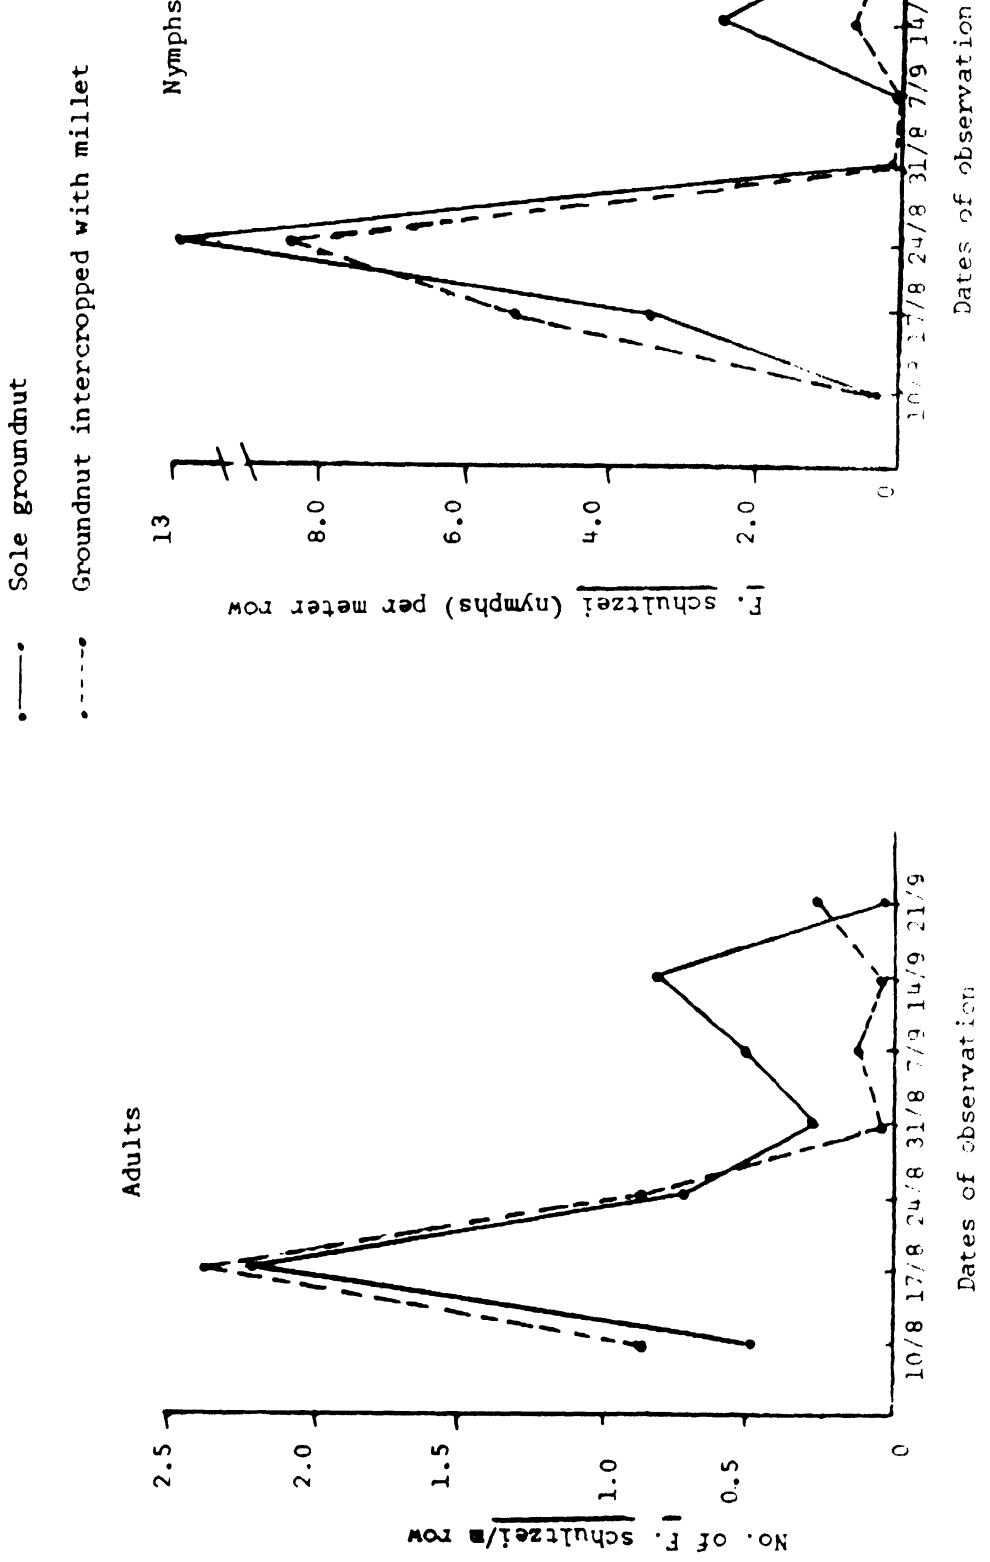 •——• Sole groundnut
•----• Groundnut intercropped with millet
Adults
2.5
2.0
1.5
1.0
0.5
0
No. of F. schultzei/m row
10/8 17/8 24/8 31/8 7/9 14/9 21/9
Dates of observation
Nymphs
13
8.0
6.0
4.0
2.0
0
F. schultzei (nymphs) per meter row
17/8 24/8 31/8 7/9 14/
Dates of observation